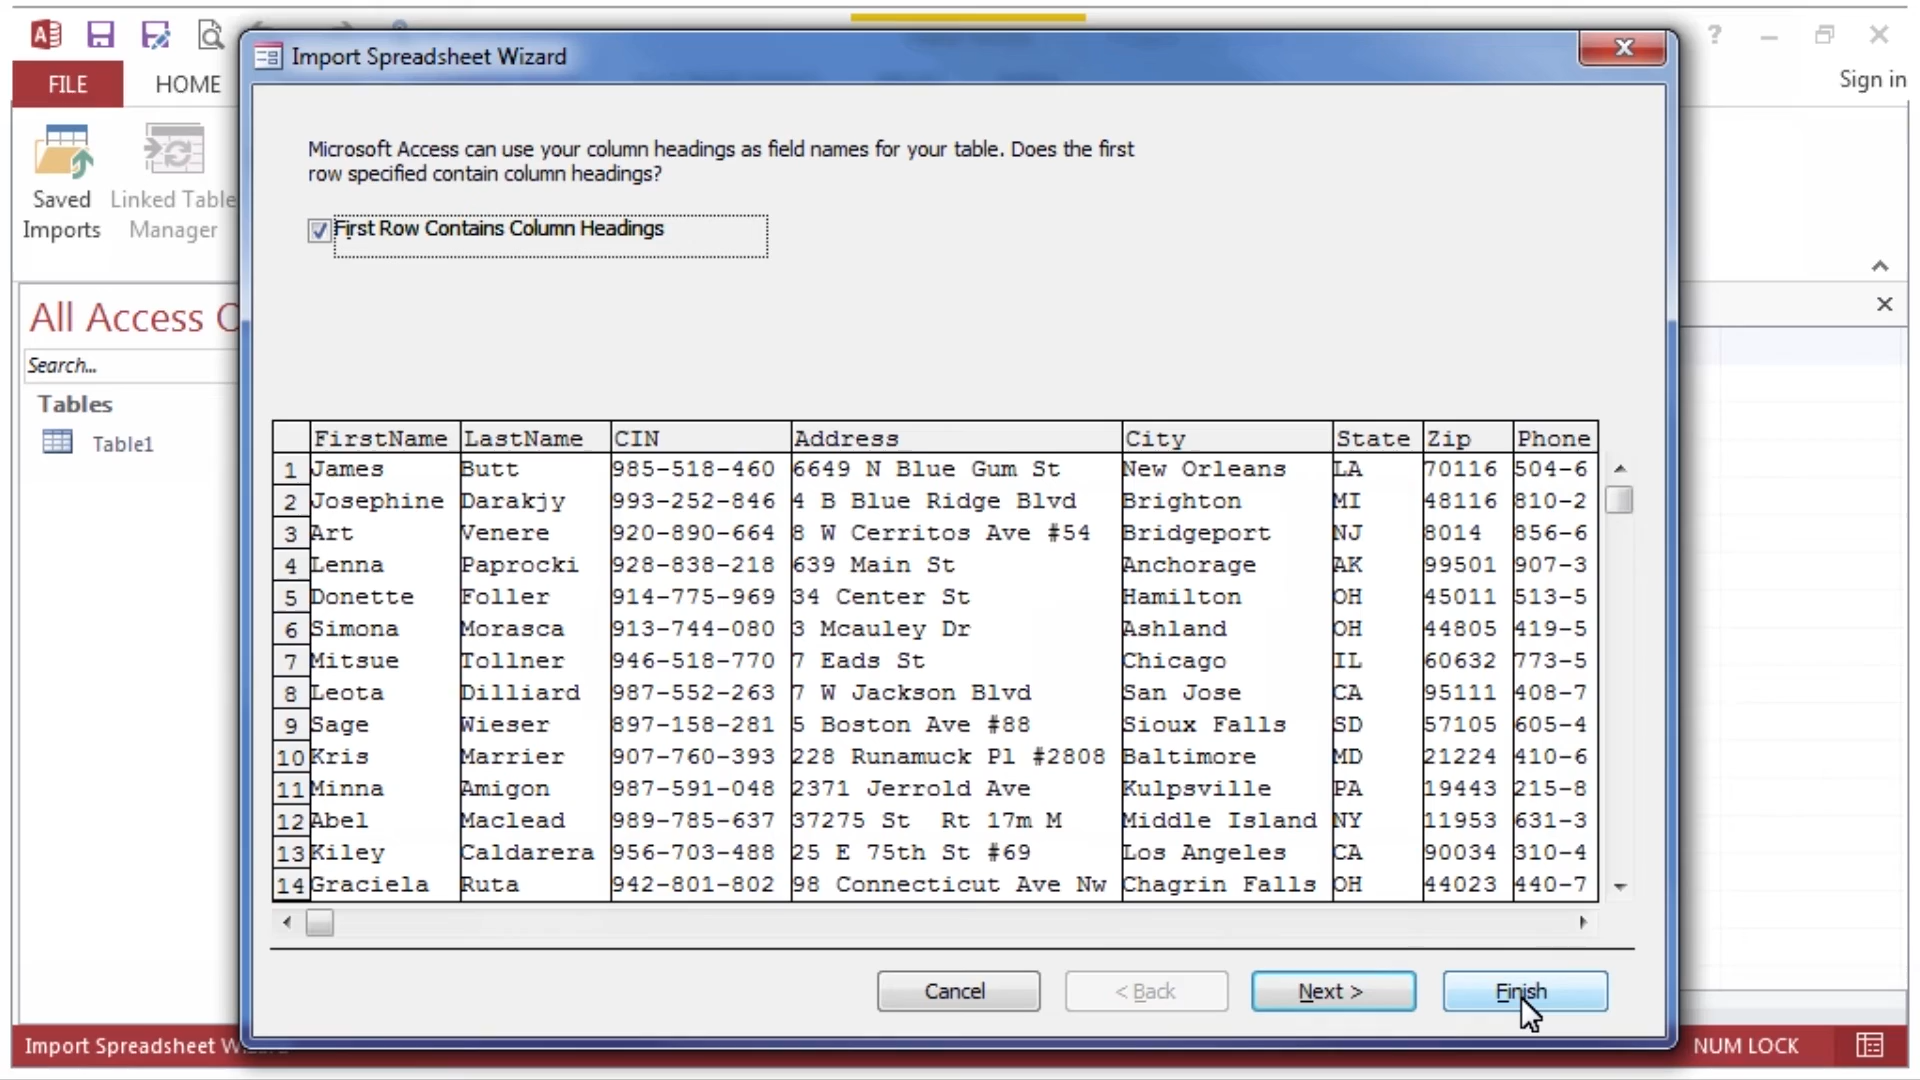 Import Spreadsheet Wizard
?
Sign in
FILE
HOME
Saved
Imports
Linked Table
Manager
Microsoft Access can use your column headings as field names for your table. Does the first
row specified contain column headings?
First Row Contains Column Headings
All Access
Search...
Tables
Table1
FirstName LastName CIN Address City State Zip Phone
1 James Butt 985-518-460 6649 N Blue Gum St New Orleans LA 70116 504-6
2 Josephine Darakjy 993-252-846 4 B Blue Ridge Blvd Brighton MI 48116 810-2
3 Art Venere 920-890-664 8 W Cerritos Ave #54 Bridgeport NJ 8014 856-6
4 Lenna Paprocki 928-838-218 639 Main St Anchorage AK 99501 907-3
5 Donette Foller 914-775-969 34 Center St Hamilton OH 45011 513-5
6 Simona Morasca 913-744-080 3 Mcauley Dr Ashland OH 44805 419-5
7 Mitsue Tollner 946-518-770 7 Eads St Chicago IL 60632 773-5
8 Leota Dilliard 987-552-263 7 W Jackson Blvd San Jose CA 95111 408-7
9 Sage Wieser 897-158-281 5 Boston Ave #88 Sioux Falls SD 57105 605-4
10 Kris Marrier 907-760-393 228 Runamuck Pl #2808 Baltimore MD 21224 410-6
11 Minna Amigon 987-591-048 2371 Jerrold Ave Kulpsville PA 19443 215-8
12 Abel Maclead 989-785-637 37275 St Rt 17m M Middle Island NY 11953 631-3
13 Kiley Caldarera 956-703-488 25 E 75th St #69 Los Angeles CA 90034 310-4
14 Graciela Ruta 942-801-802 98 Connecticut Ave Nw Chagrin Falls OH 44023 440-7
Cancel < Back Next > Finish
Import Spreadsheet
NUM LOCK